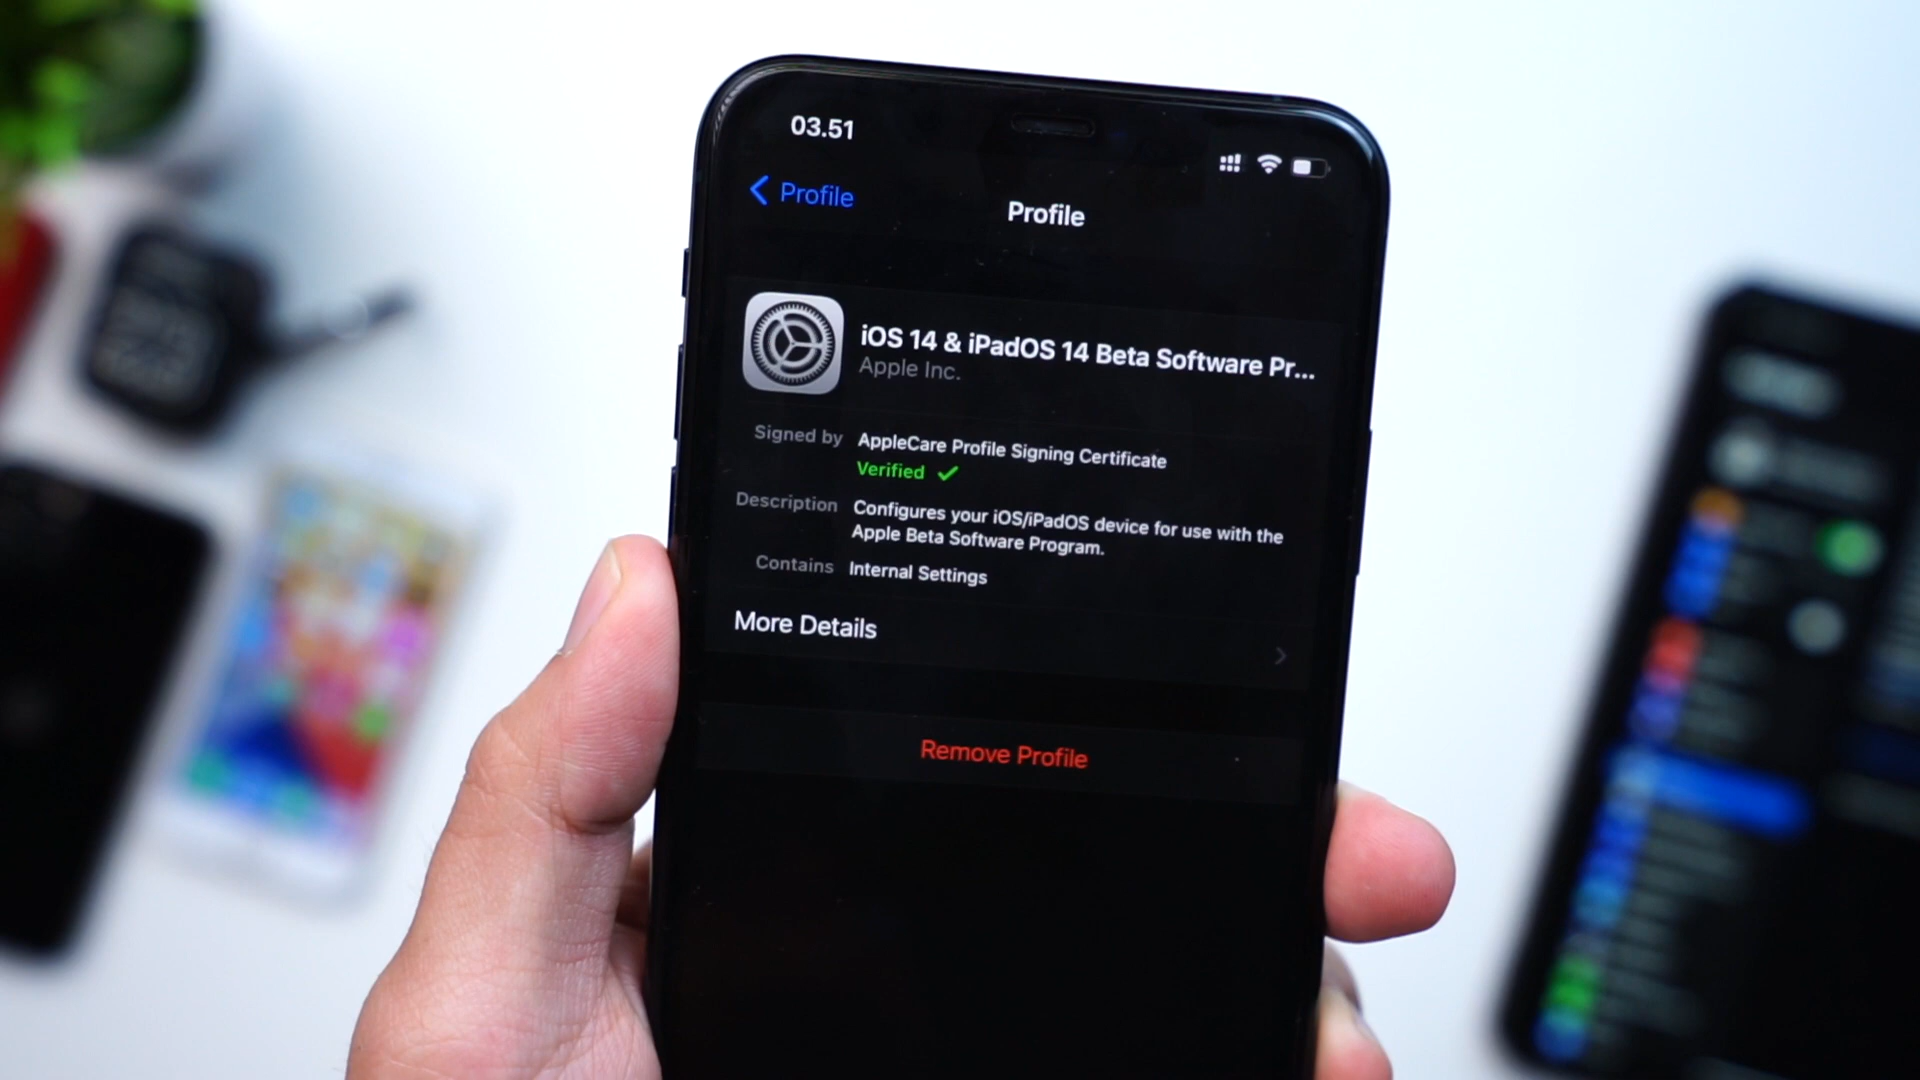 03.51
Profile
Profile
iOS 14 & iPadOS 14 Beta Software Pr...
Apple Inc.
Signed by AppleCare Profile Signing Certificate
Verified ✓
Description Configures your iOS/iPadOS device for use with the
Apple Beta Software Program.
Contains Internal Settings
More Details
Remove Profile